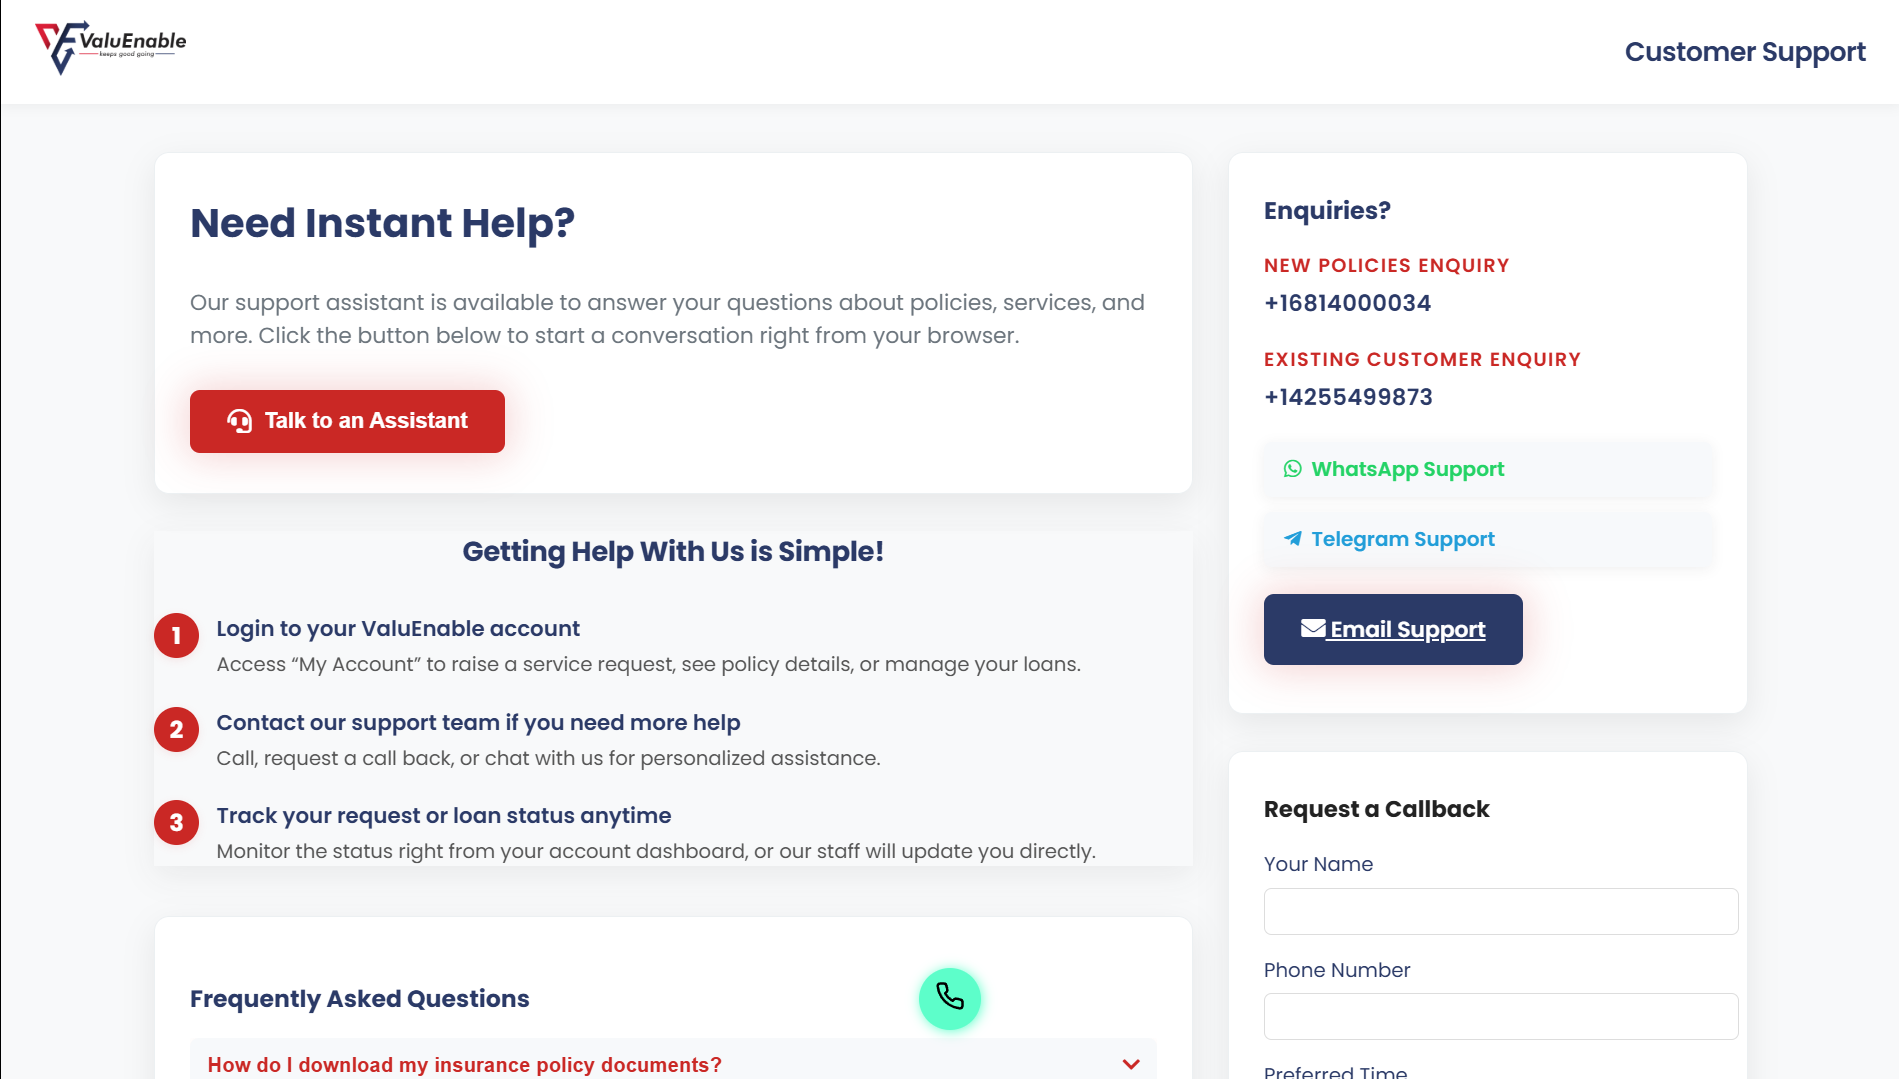 ValuEnable
keeps good going
Customer Support
Need Instant Help?
Our support assistant is available to answer your questions about policies, services, and
more. Click the button below to start a conversation right from your browser.
Talk to an Assistant
Getting Help With Us is Simple!
1
Login to your ValuEnable account
Access “My Account” to raise a service request, see policy details, or manage your loans.
2
Contact our support team if you need more help
Call, request a call back, or chat with us for personalized assistance.
3
Track your request or loan status anytime
Monitor the status right from your account dashboard, or our staff will update you directly.
Frequently Asked Questions
How do I download my insurance policy documents?
Enquiries?
NEW POLICIES ENQUIRY
+16814000034
EXISTING CUSTOMER ENQUIRY
+14255499873
WhatsApp Support
Telegram Support
Email Support
Request a Callback
Your Name
Phone Number
Preferred Time